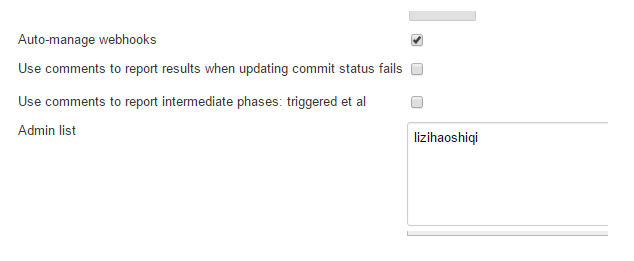 Auto-manage webhooks
Use comments to report results when updating commit status fails
Use comments to report intermediate phases: triggered et al
Admin list
lizihaoshiqi